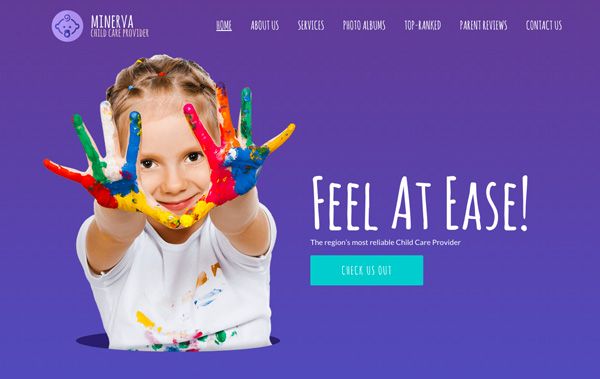 MINERVA
CHILD CARE PROVIDER
HOME
ABOUT US
SERVICES
PHOTO ALBUMS
TOP-RANKED
PARENT REVIEWS
CONTACT US
FEEL AT EASE!
The region's most reliable Child Care Provider
CHECK US OUT